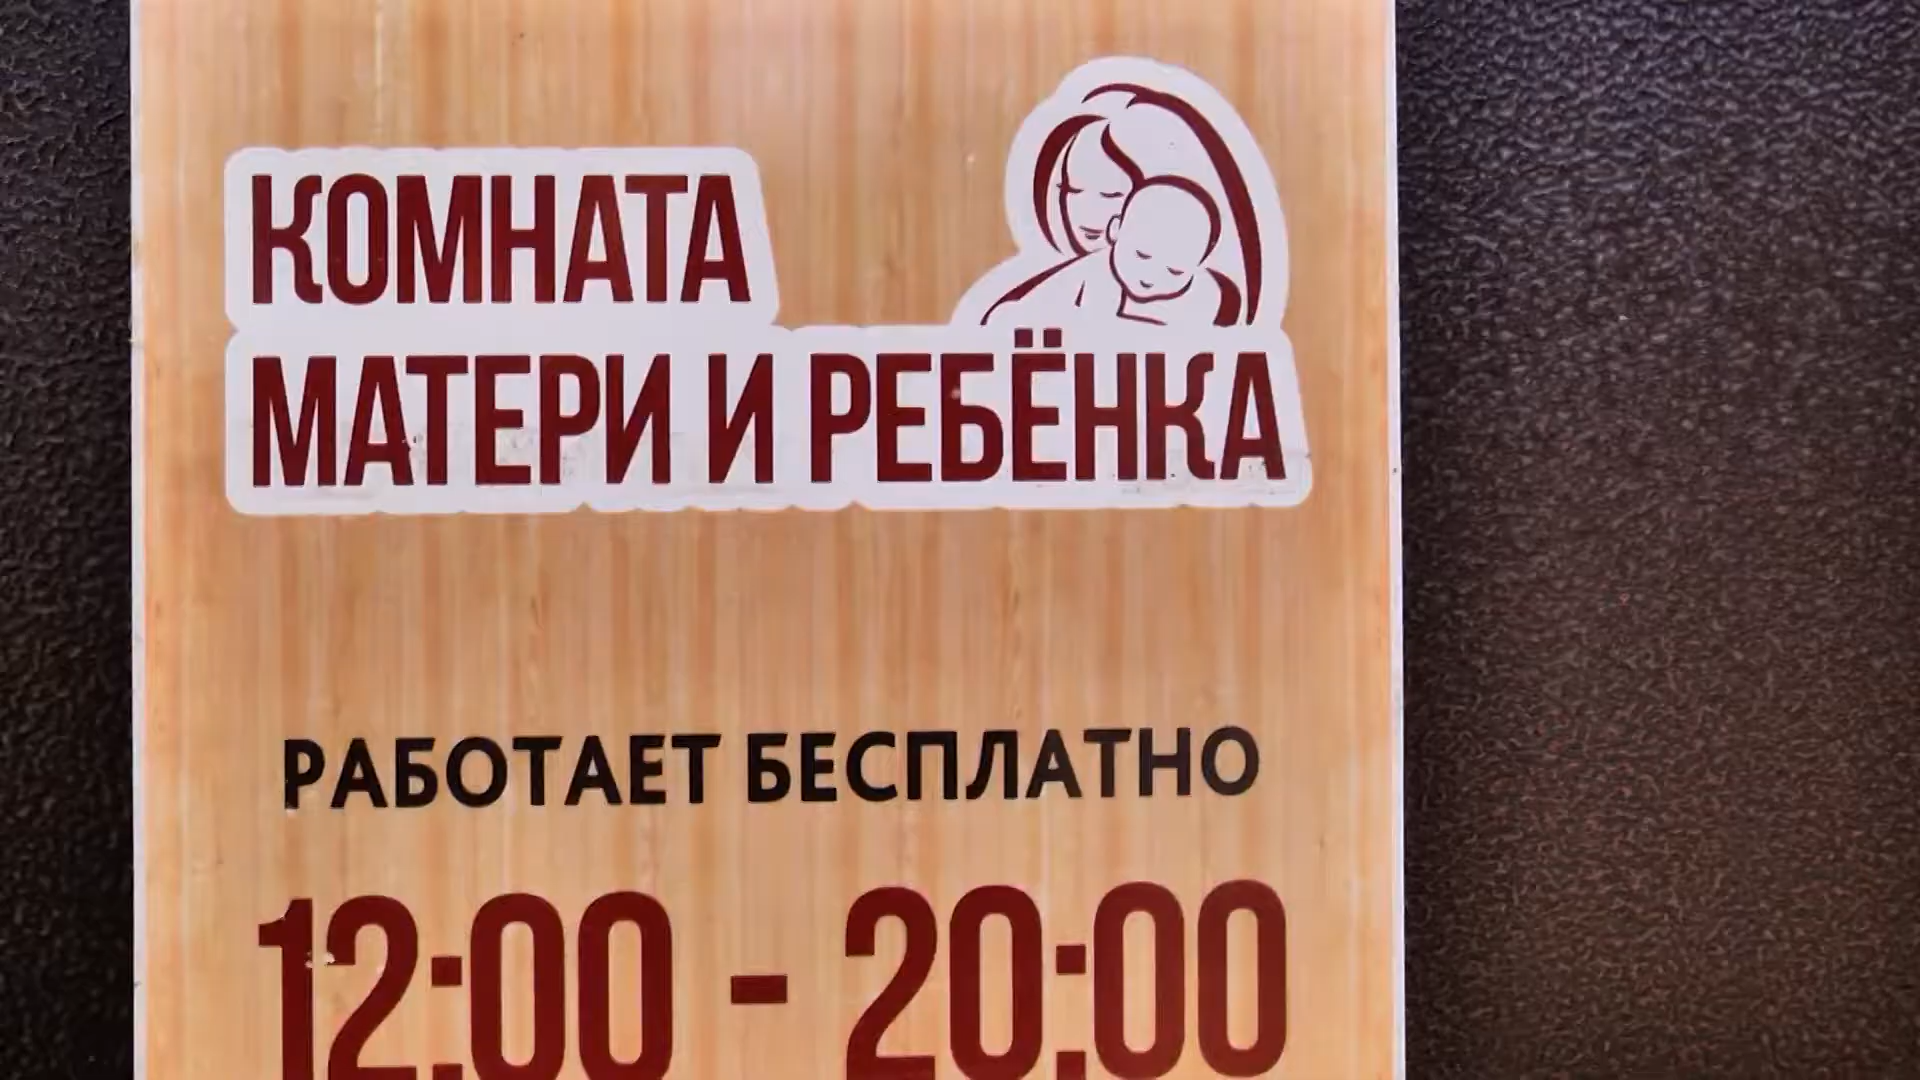 КОМНАТА
МАТЕРИ И РЕБЁНКА
РАБОТАЕТ БЕСПЛАТНО
12:00 - 20:00